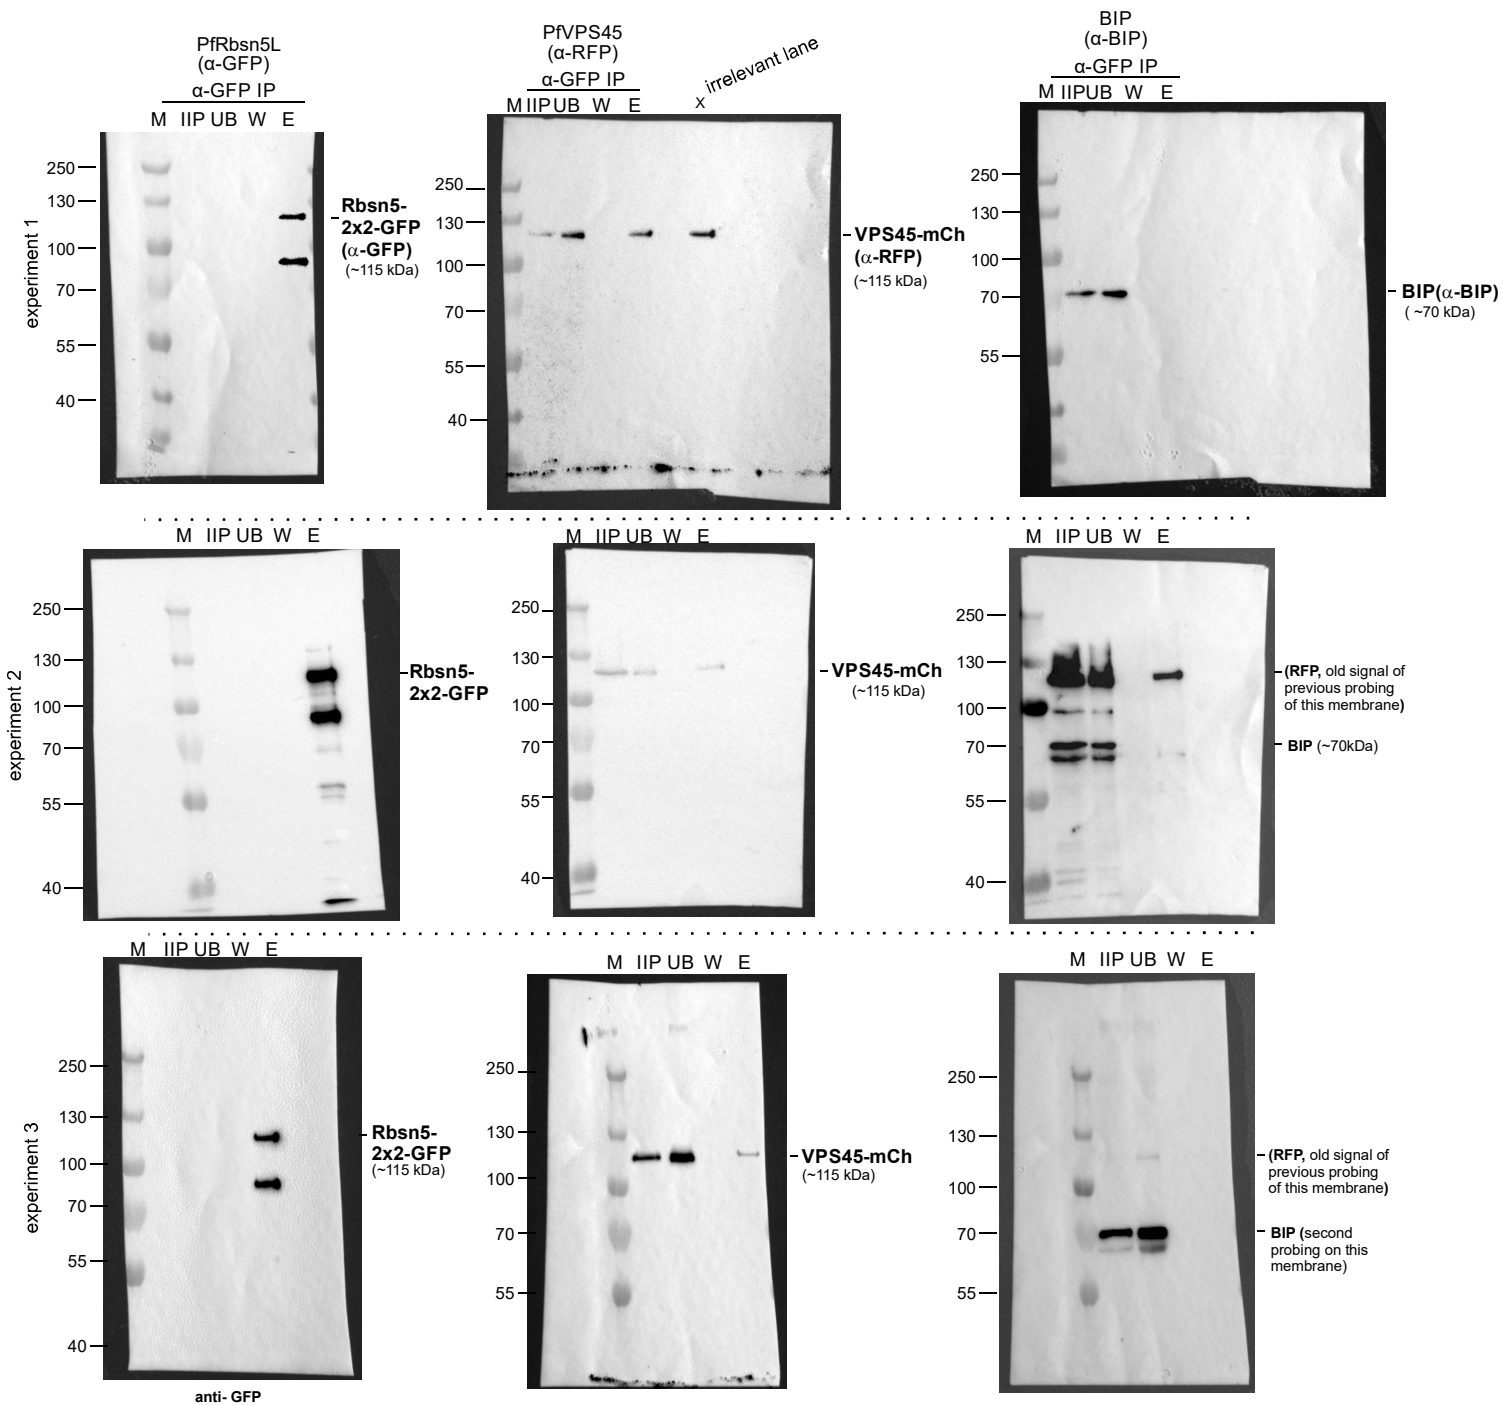 PfRbsn5L
(α-GFP)
α-GFP IP
M IIP UB W E
250
130
100
70
55
40
experiment 1
Rbsn5-
2x2-GFP
(α-GFP)
(~115 kDa)
PfVPS45
(α-RFP)
α-GFP IP
M IIP UB W E x irrelevant lane
250
130
100
70
55
40
VPS45-mCh
(α-RFP)
(~115 kDa)
BIP
(α-BIP)
α-GFP IP
M IIP UB W E
250
130
100
70
55
BIP(α-BIP)
( ~70 kDa)
M IIP UB W E
250
130
100
70
55
40
experiment 2
Rbsn5-
2x2-GFP
M IIP UB W E
250
130
100
70
55
40
VPS45-mCh
(~115 kDa)
M IIP UB W E
250
130
100
70
55
40
(RFP, old signal of
previous probing
of this membrane)
BIP (~70kDa)
M IIP UB W E
250
130
100
70
55
40
experiment 3
Rbsn5-
2x2-GFP
(~115 kDa)
anti- GFP
M IIP UB W E
250
130
100
70
55
VPS45-mCh
(~115 kDa)
M IIP UB W E
250
130
100
70
55
(RFP, old signal of
previous probing
of this membrane)
BIP (second
probing on this
membrane)